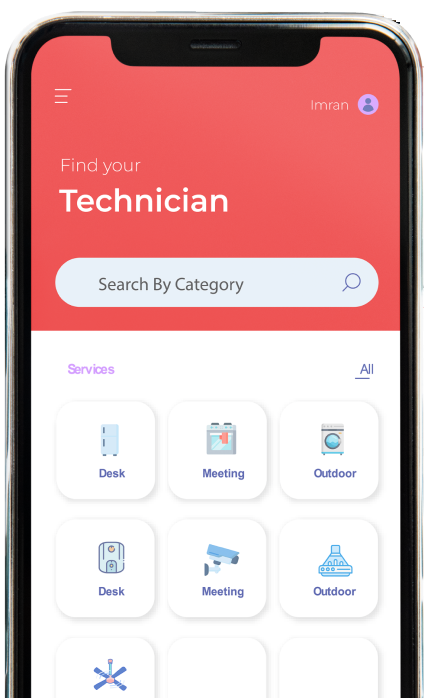 Imran
Find your
Technician
Search By Category
Services All
Desk Meeting Outdoor
Desk Meeting Outdoor